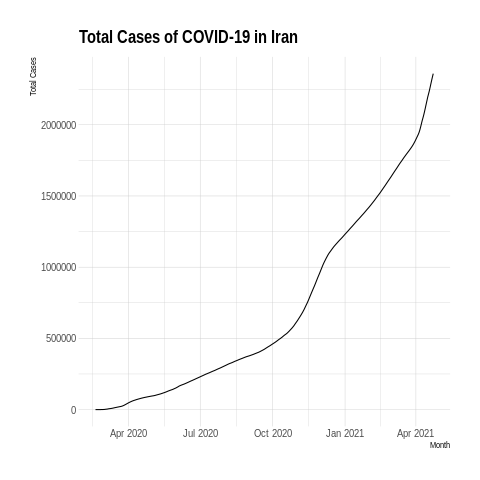 Total Cases of COVID-19 in Iran
Total Cases
2000000
1500000
1000000
500000
0
Apr 2020 Jul 2020 Oct 2020 Jan 2021 Apr 2021
Month